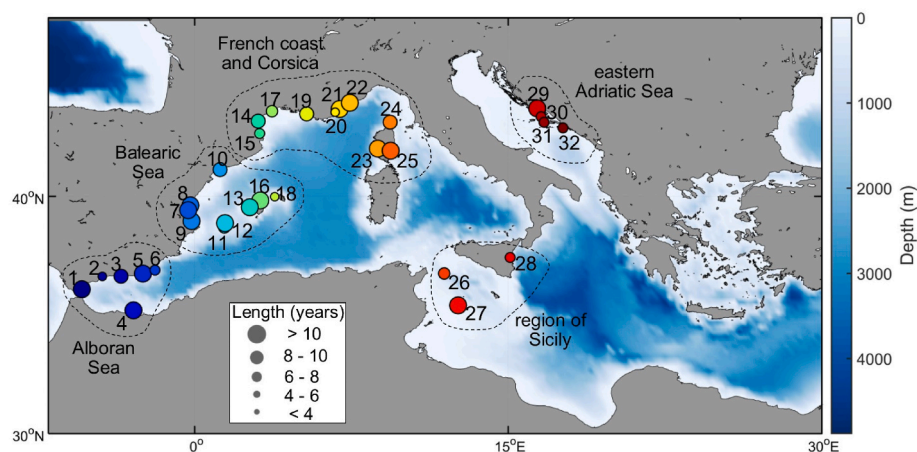 French coast
and Corsica
eastern
Adriatic Sea
Balearic
Sea
Alboran
Sea
region of
Sicily
1
2
3
4
5
6
7
8
9
10
11
12
13
14
15
16
17
18
19
20
21
22
23
24
25
26
27
28
29
30
31
32
Length (years)
> 10
8 - 10
6 - 8
4 - 6
< 4
40°N
30°N
0°
15°E
30°E
0
1000
2000
3000
4000
Depth (m)